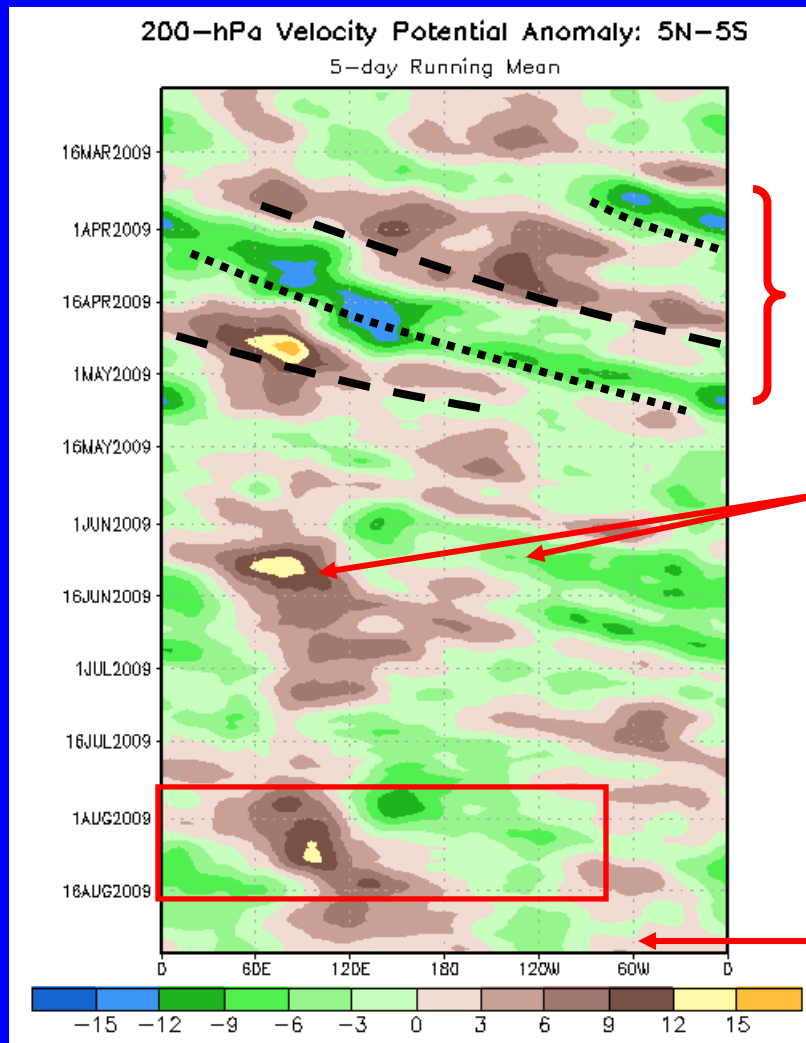 200-hPa Velocity Potential Anomaly: 5N-5S
5-day Running Mean
16MAR2009
1APR2009
16APR2009
1MAY2009
16MAY2009
1JUN2009
16JUN2009
1JUL2009
16JUL2009
1AUG2009
16AUG2009
0 60E 120E 180 120W 60W 0
-15 -12 -9 -6 -3 0 3 6 9 12 15